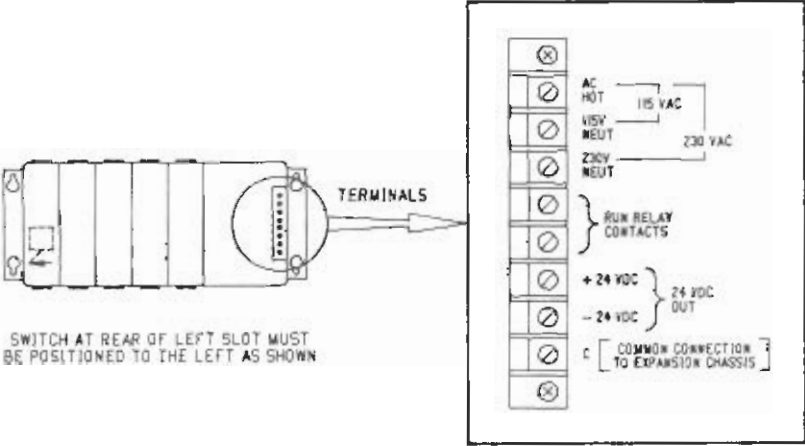 TERMINALS
SWITCH AT REAR OF LEFT SLOT MUST
BE POSITIONED TO THE LEFT AS SHOWN
AC
HOT
115 VAC
115V
NEUT
230 VAC
230V
NEUT
RUN RELAY
CONTACTS
+ 24 VDC
24 VDC
OUT
- 24 VDC
C [ COMMON CONNECTION
TO EXPANSION CHASSIS ]